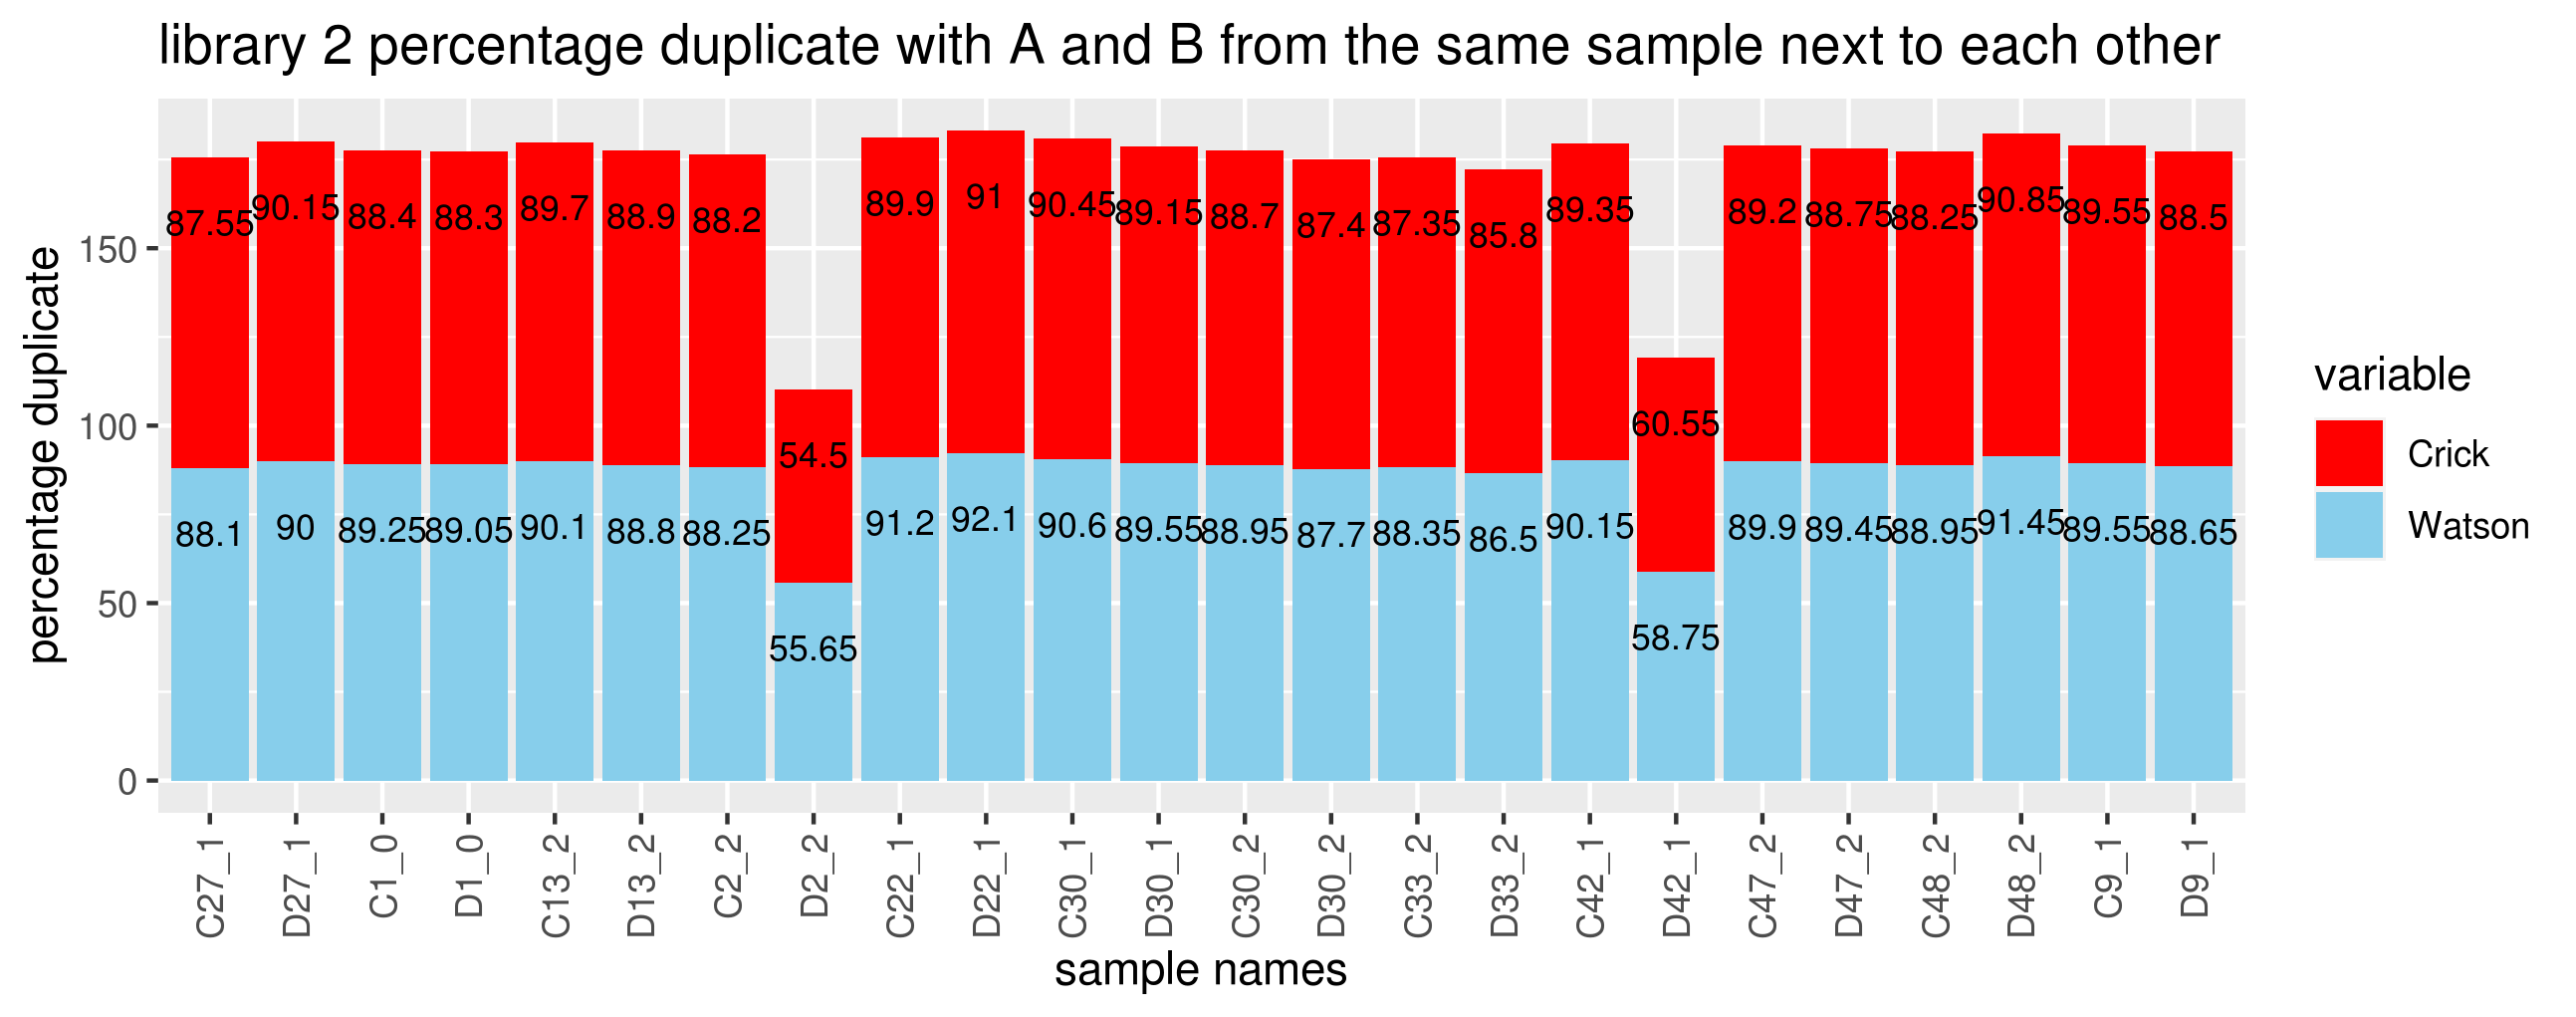 library 2 percentage duplicate with A and B from the same sample next to each other
percentage duplicate
150
100
50
0
87.55 90.15 88.4 88.3 89.7 88.9 88.2 54.5 89.9 91 90.45 89.15 88.7 87.4 87.35 85.8 89.35 60.55 89.2 88.75 88.25 90.85 89.55 88.5
88.1 90 89.25 89.05 90.1 88.8 88.25 55.65 91.2 92.1 90.6 89.55 88.95 87.7 88.35 86.5 90.15 58.75 89.9 89.45 88.95 91.45 89.55 88.65
C27_1 D27_1 C1_0 D1_0 C13_2 D13_2 C2_2 D2_2 C22_1 D22_1 C30_1 D30_1 C30_2 D30_2 C33_2 D33_2 C42_1 D42_1 C47_2 D47_2 C48_2 D48_2 C9_1 D9_1
sample names
variable
Crick
Watson